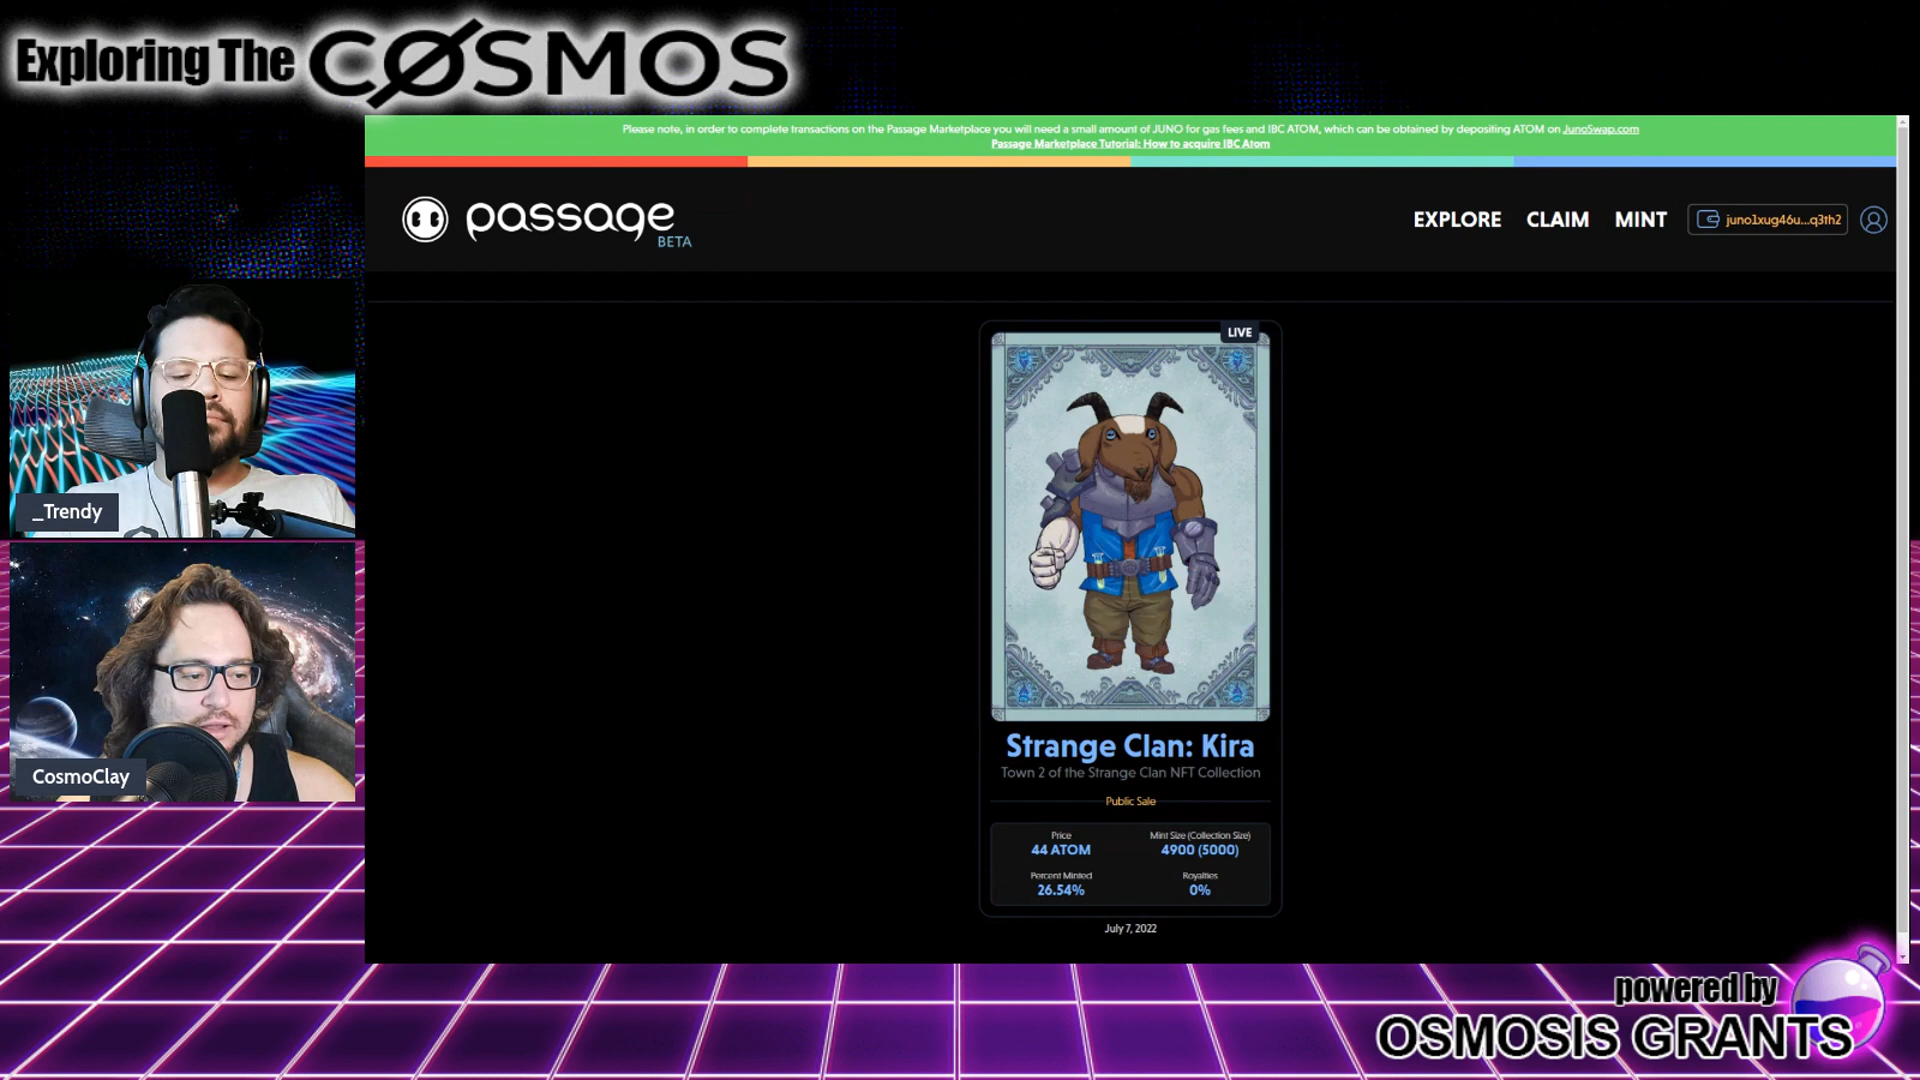 Exploring The CØSMOS
Please note, in order to complete transactions on the Passage Marketplace you will need a small amount of JUNO for gas fees and IBC ATOM, which can be obtained by depositing ATOM on JunoSwap.com
Passage Marketplace Tutorial: How to acquire IBC Atom
passage
BETA
EXPLORE CLAIM MINT juno1xug46u...q3th2
LIVE
_Trendy
CosmoClay
Strange Clan: Kira
Town 2 of the Strange Clan NFT Collection
Public Sale
Price Mint Size (Collection Size)
44 ATOM 4900 (5000)
Percent Minted Royalties
26.54% 0%
July 7, 2022
powered by
OSMOSIS GRANTS